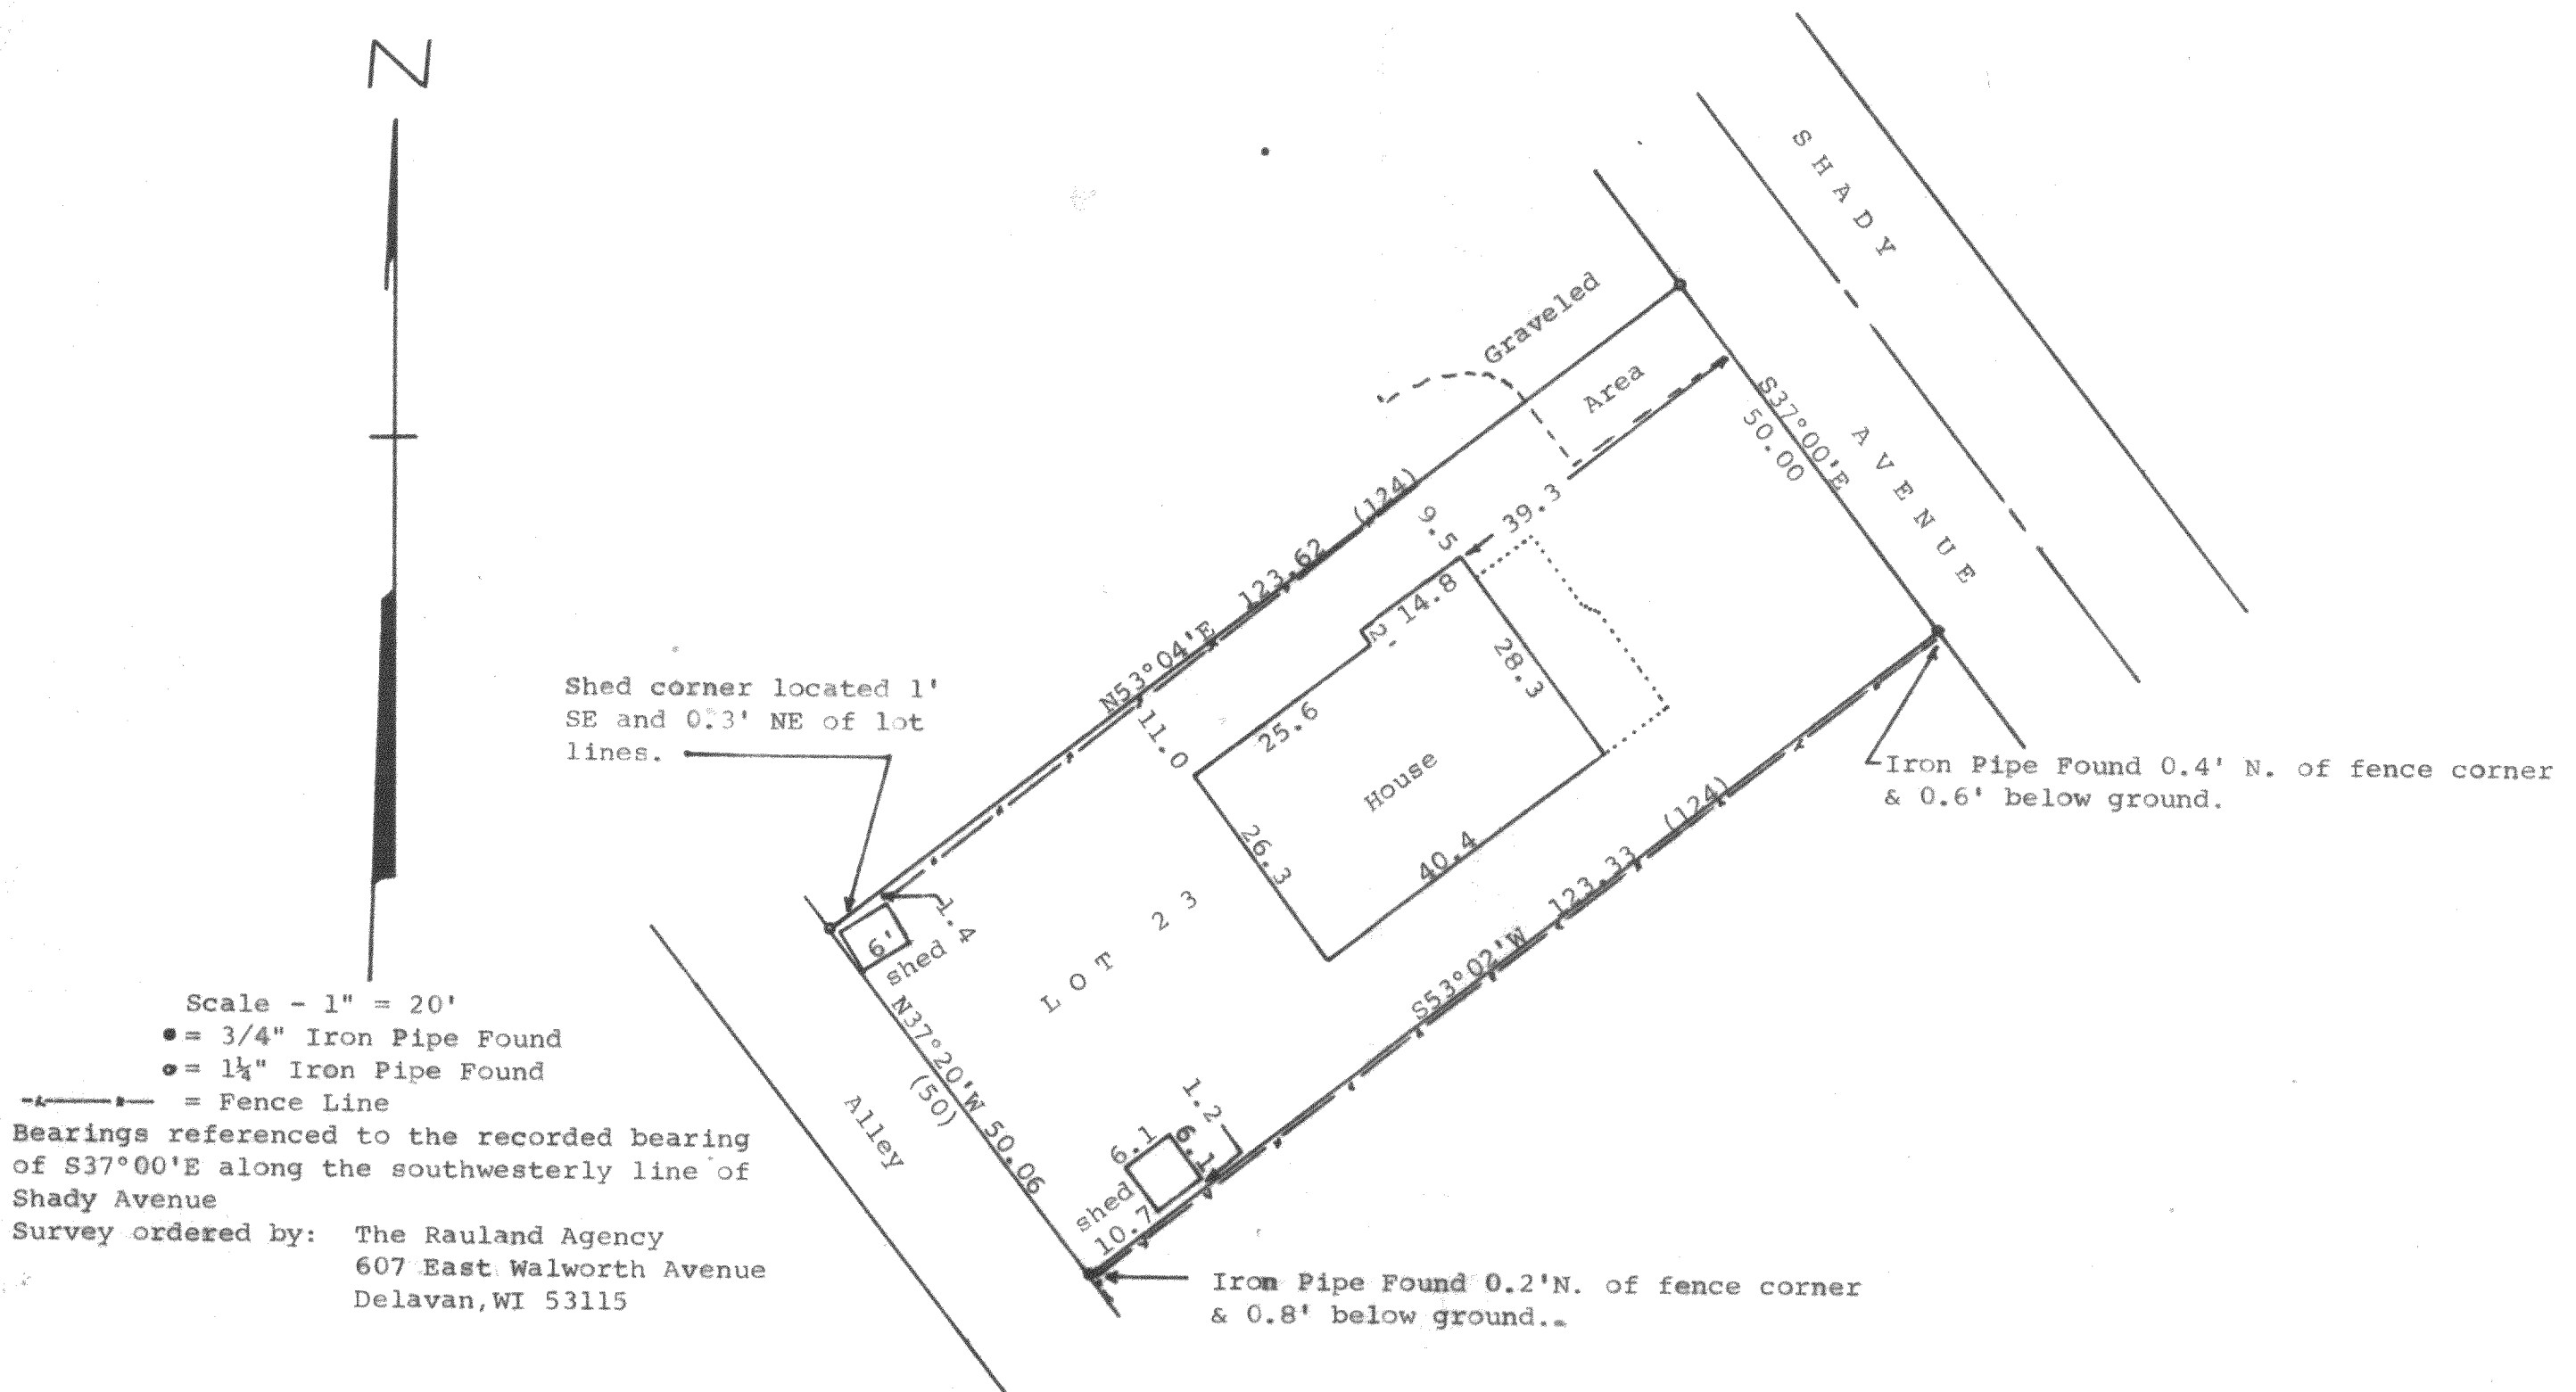 N
SHADY
AVENUE
Graveled
Area
S37°00'E
50.00
39.3
9.5
(124)
123.62
N53°04'E
14.8
2'
28.3
25.6
11.0
House
26.3
40.4
(124)
123.33
S53°02'W
LOT 23
Shed corner located 1'
SE and 0.3' NE of lot
lines.
1.4
6'
shed
N37°20'W 50.06
(50)
Alley
1.2
6.1
6.1
shed
10.7
Iron Pipe Found 0.4' N. of fence corner
& 0.6' below ground.
Iron Pipe Found 0.2'N. of fence corner
& 0.8' below ground.
Scale - 1" = 20'
= 3/4" Iron Pipe Found
= 1¼" Iron Pipe Found
= Fence Line
Bearings referenced to the recorded bearing
of S37°00'E along the southwesterly line of
Shady Avenue
Survey ordered by: The Rauland Agency
607 East Walworth Avenue
Delavan,WI 53115